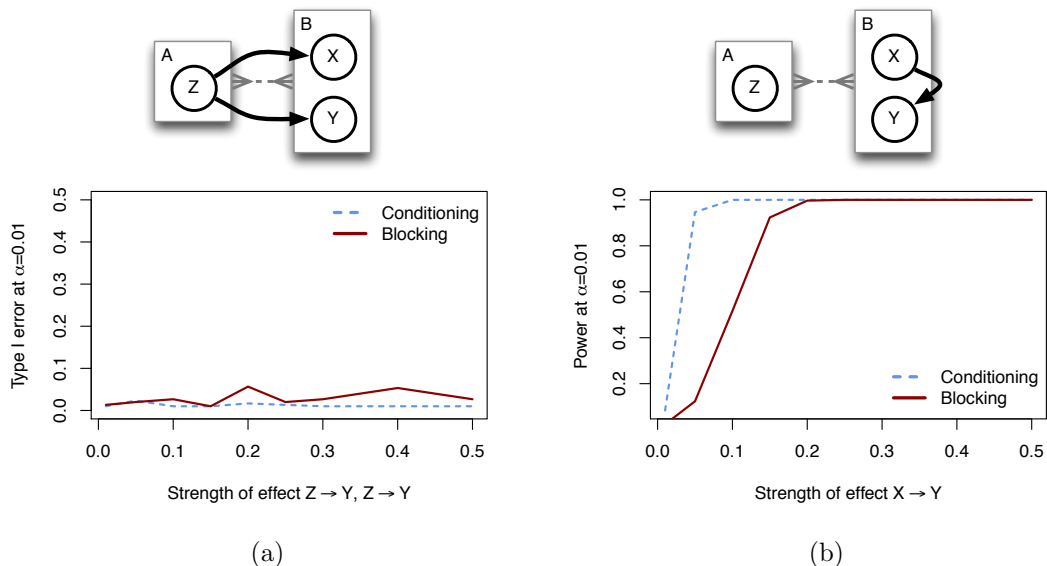 A
Z
B
X
Y
Type I error at α=0.01
0.5
0.4
0.3
0.2
0.1
0.0
Conditioning
Blocking
0.0 0.1 0.2 0.3 0.4 0.5
Strength of effect Z → Y, Z → Y
(a)
A
Z
B
X
Y
Power at α=0.01
1.0
0.8
0.6
0.4
0.2
Conditioning
Blocking
0.0 0.1 0.2 0.3 0.4 0.5
Strength of effect X → Y
(b)